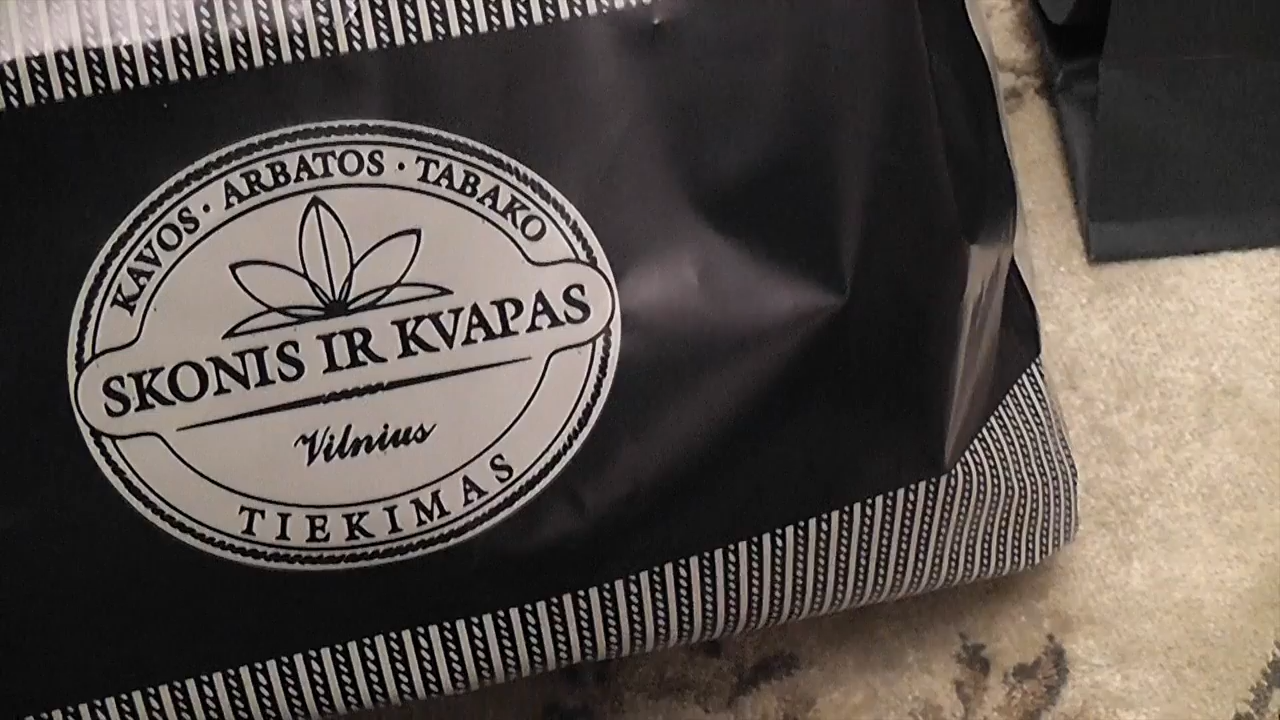 KAVOS · ARBATOS · TABAKO
SKONIS IR KVAPAS
Vilnius
TIEKIMAS